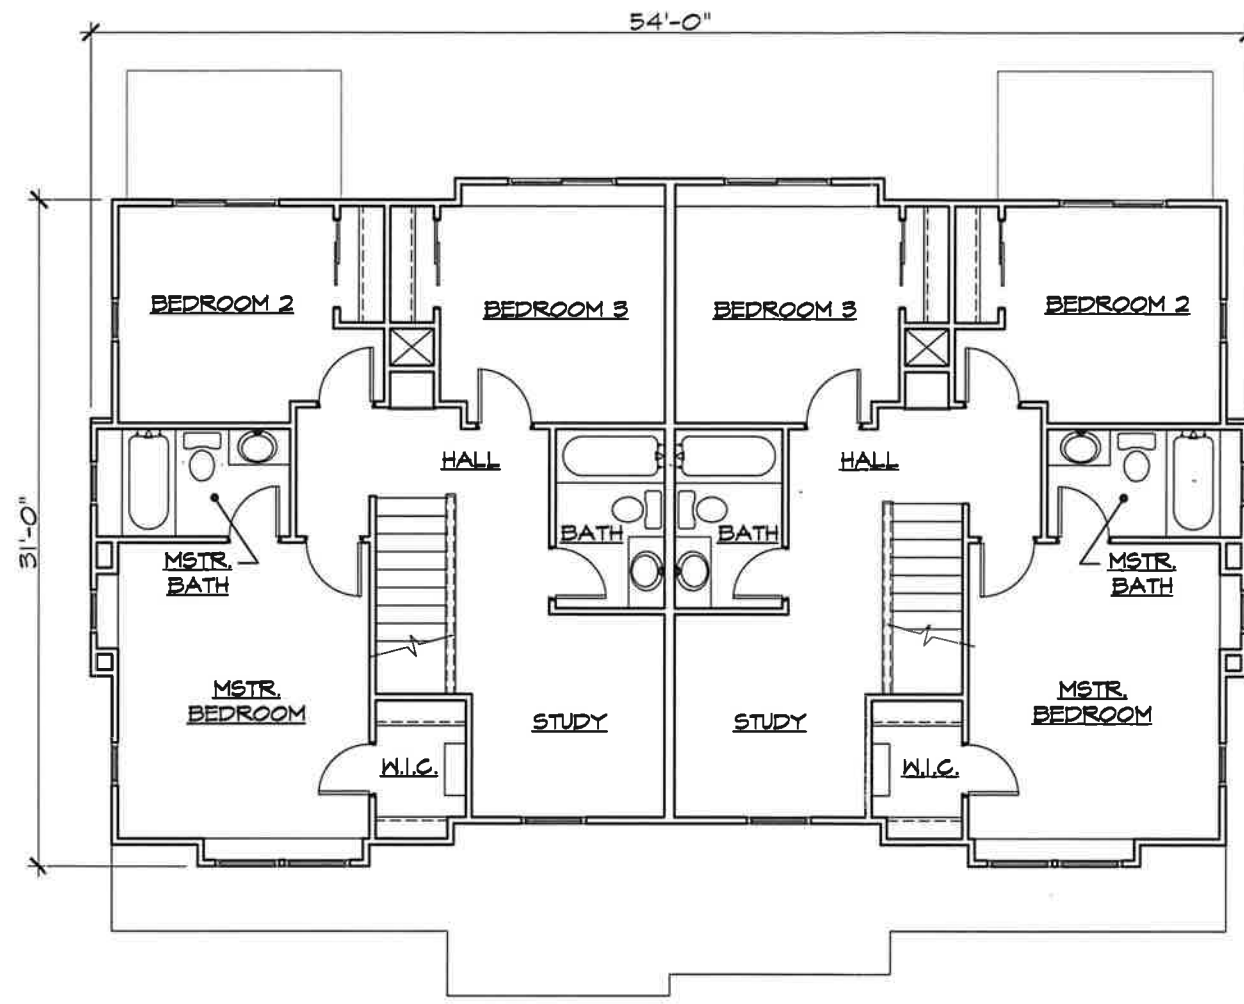 54'-0"
31'-0"
BEDROOM 2
BEDROOM 3
BEDROOM 3
BEDROOM 2
HALL
HALL
BATH
BATH
MSTR.
BATH
MSTR.
BATH
MSTR.
BEDROOM
STUDY
STUDY
MSTR.
BEDROOM
W.I.C.
W.I.C.